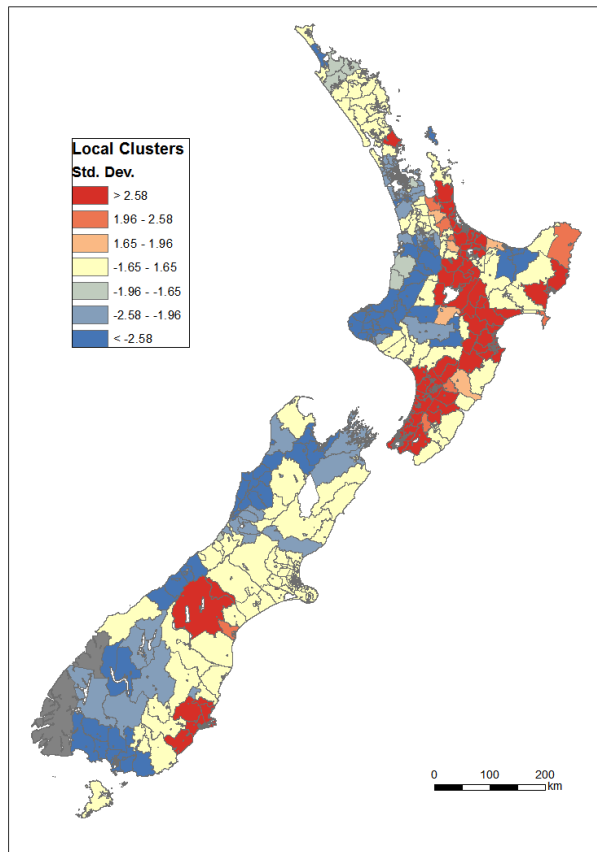 Local Clusters
Std. Dev.
> 2.58
1.96 - 2.58
1.65 - 1.96
-1.65 - 1.65
-1.96 - -1.65
-2.58 - -1.96
< -2.58
0 100 200
km